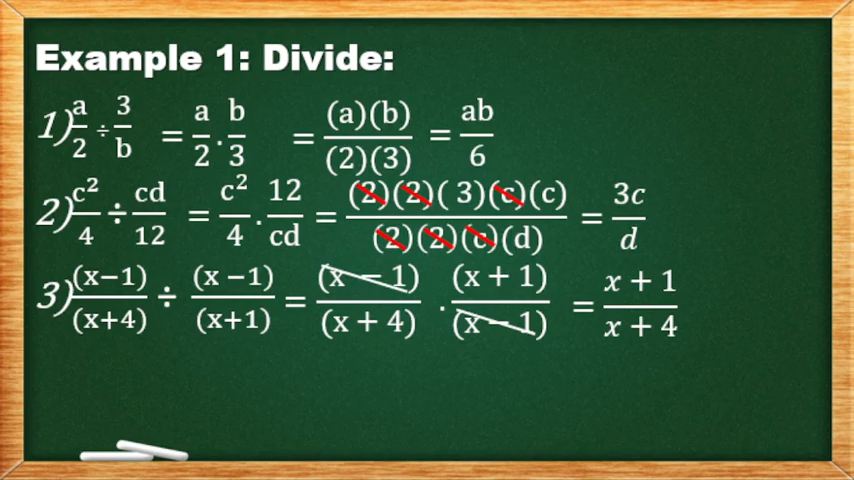 Example 1: Divide:
1) a/2 ÷ 3/b = a/2 · b/3 = (a)(b)/(2)(3) = ab/6
2) c²/4 ÷ cd/12 = c²/4 · 12/cd = (2)(2)( 3)(c)(c)/(2)(2)(c)(d) = 3c/d
3) (x−1)/(x+4) ÷ (x −1)/(x+1) = (x − 1)/(x + 4) · (x + 1)/(x − 1) = x + 1/x + 4